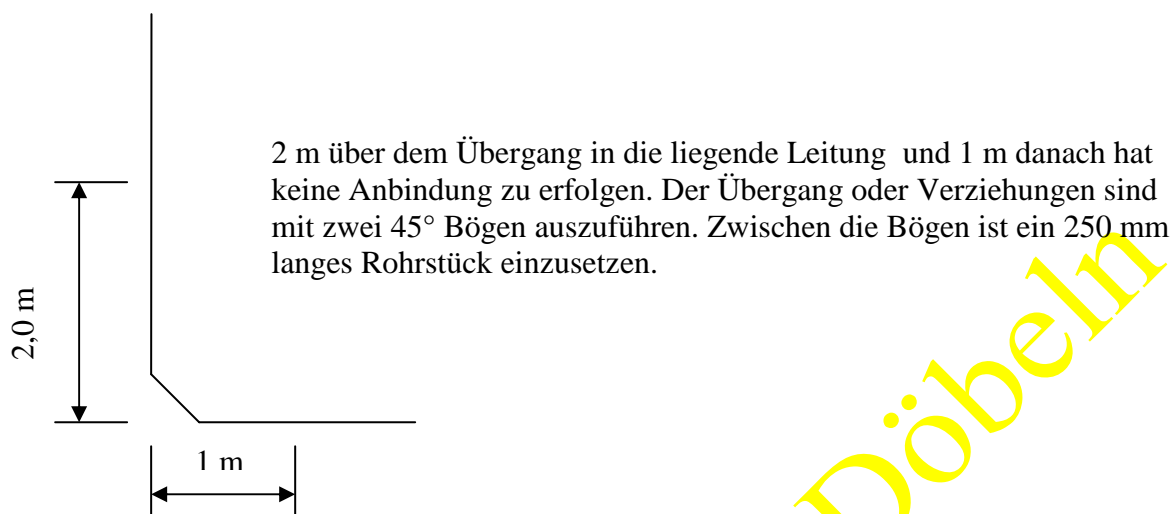 2 m über dem Übergang in die liegende Leitung  und 1 m danach hat
keine Anbindung zu erfolgen. Der Übergang oder Verziehungen sind
mit zwei 45° Bögen auszuführen. Zwischen die Bögen ist ein 250 mm
langes Rohrstück einzusetzen.
2,0 m
1 m
Döbeln